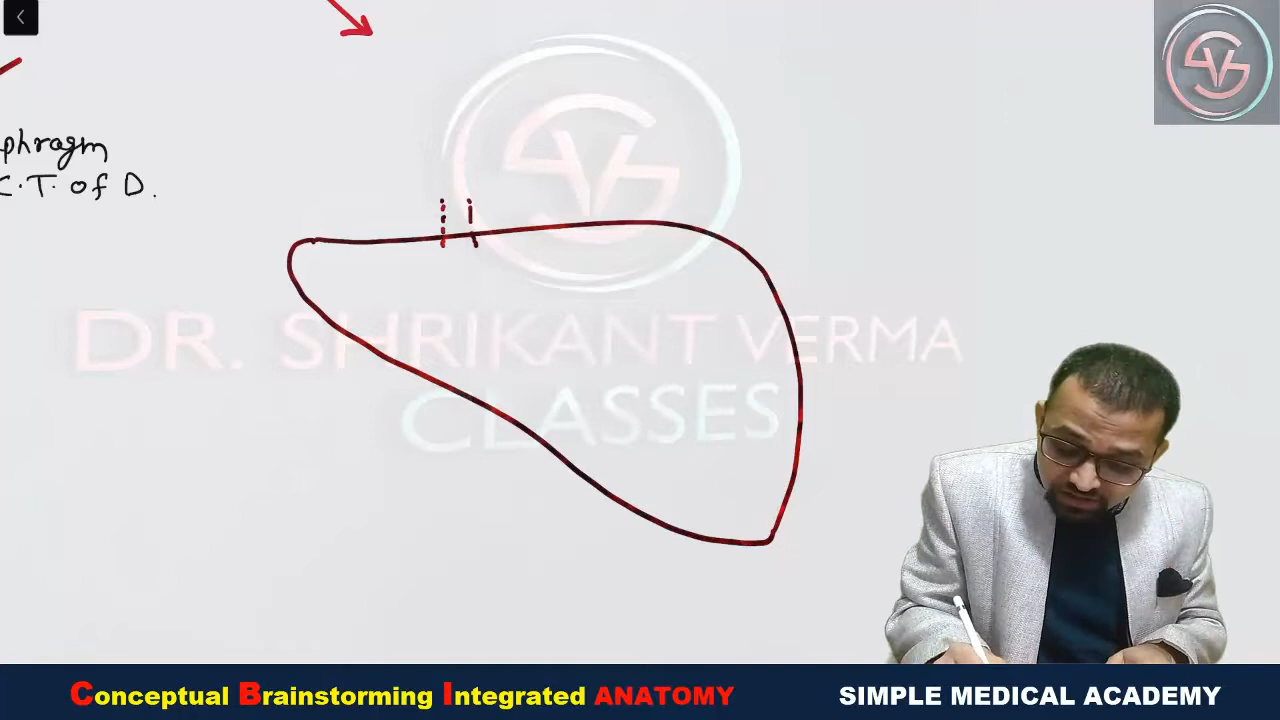 phragm
C.T. of D.
DR. SHRIKANT VERMA
CLASSES
Conceptual Brainstorming Integrated ANATOMY
SIMPLE MEDICAL ACADEMY